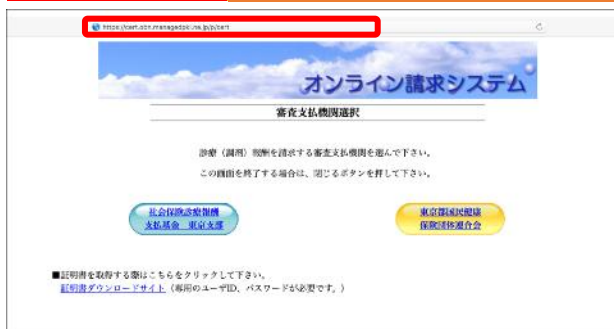 https://cert.obn.managedpki.ne.jp/p/cert
オンライン請求システム
審査支払機関選択
診療(調剤)報酬を請求する審査支払機関を選んで下さい。
この画面を終了する場合は、閉じるボタンを押して下さい。
社会保険診療報酬
支払基金 東京支部
東京都国民健康
保険団体連合会
■証明書を取得する際はこちらをクリックして下さい。
証明書ダウンロードサイト(専用のユーザID、パスワードが必要です。)